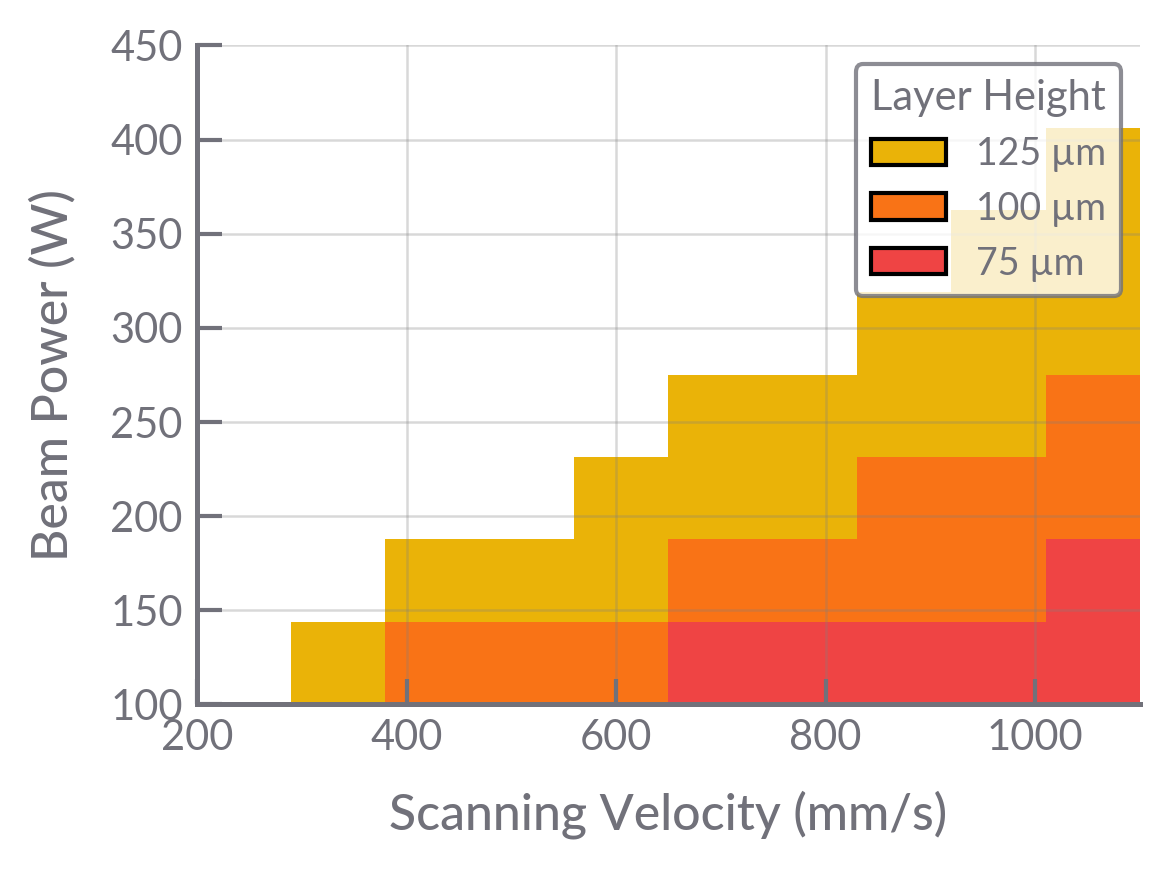 450
400
350
300
250
200
150
100
Beam Power (W)
Layer Height
125 μm
100 μm
75 μm
200 400 600 800 1000
Scanning Velocity (mm/s)